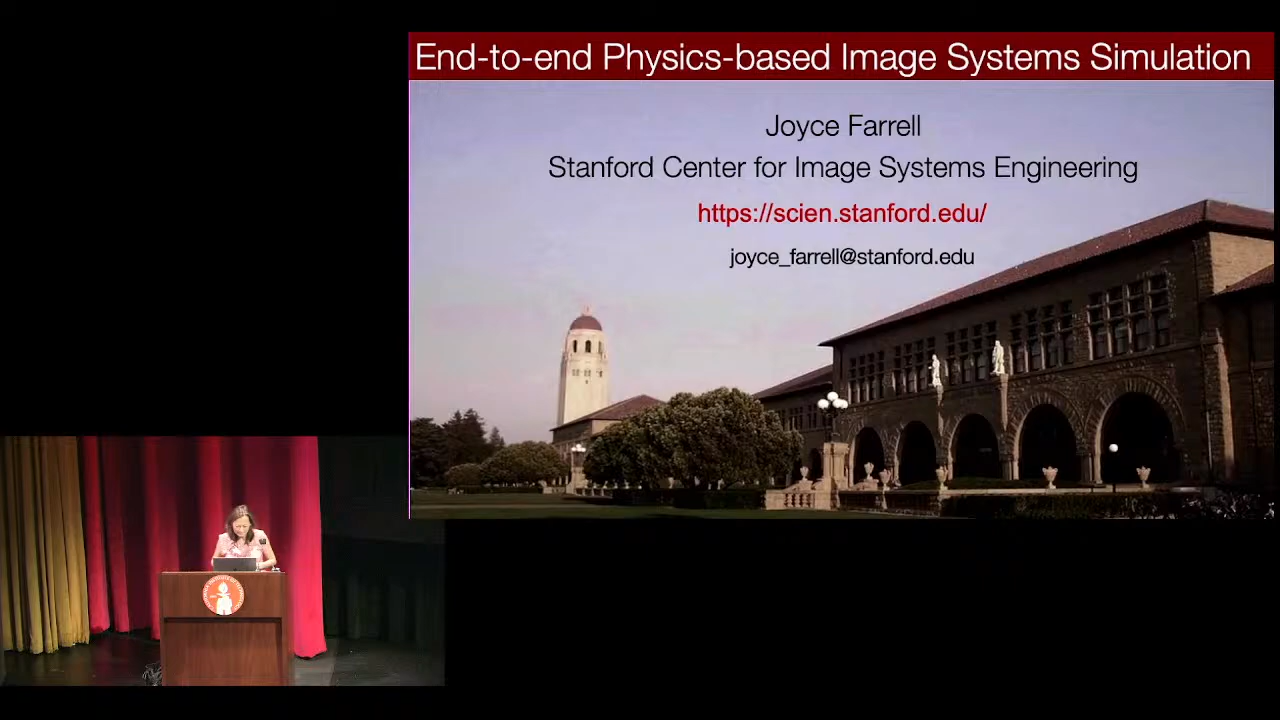 End-to-end Physics-based Image Systems Simulation
Joyce Farrell
Stanford Center for Image Systems Engineering
https://scien.stanford.edu/
joyce_farrell@stanford.edu